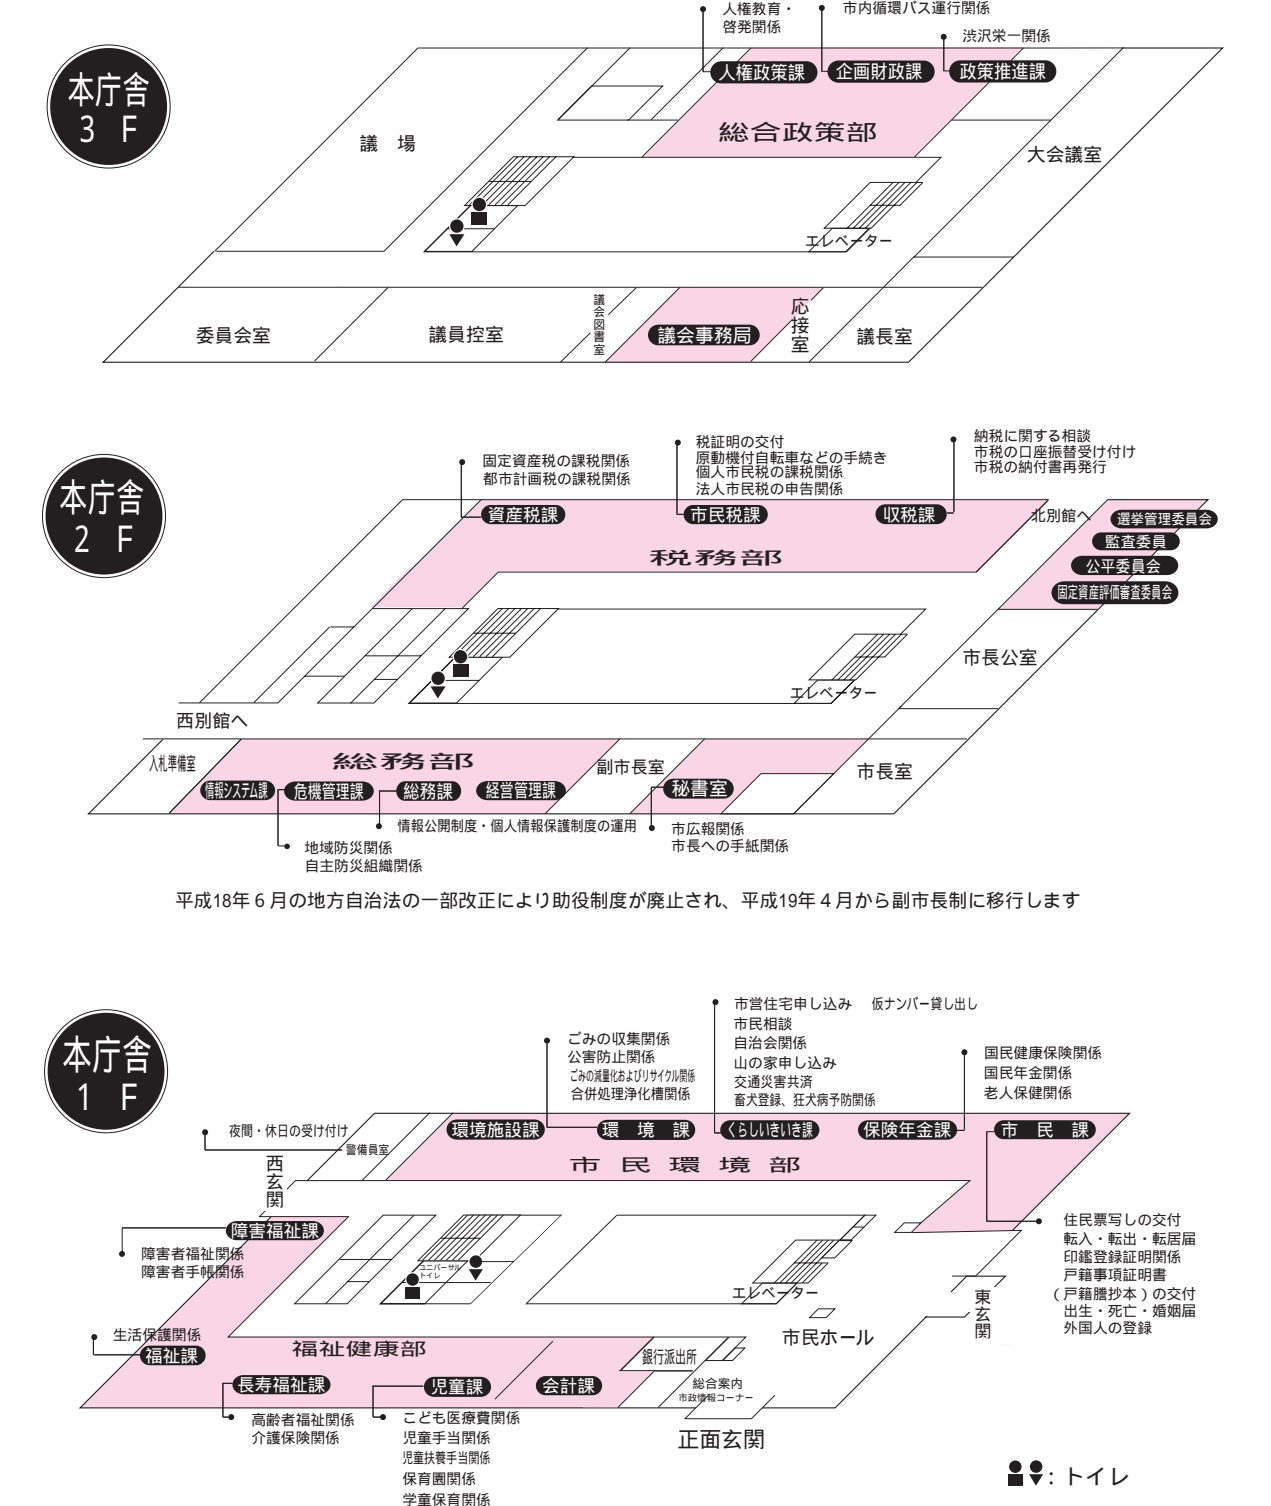 人権教育・
啓発関係
市内循環バス運行関係
渋沢栄一関係
本庁舎
3 F
人権政策課
企画財政課
政策推進課
総合政策部
議 場
大会議室
エレベーター
委員会室
議員控室
議会図書室
議会事務局
応接室
議長室
本庁舎
2 F
固定資産税の課税関係
都市計画税の課税関係
税証明の交付
原動機付自転車などの手続き
個人市民税の課税関係
法人市民税の申告関係
納税に関する相談
市税の口座振替受け付け
市税の納付書再発行
資産税課
市民税課
収税課
税務部
北別館へ
選挙管理委員会
監査委員
公平委員会
固定資産評価審査委員会
市長公室
エレベーター
西別館へ
入札準備室
総務部
副市長室
市長室
情報システム課
危機管理課
総務課
経営管理課
秘書室
情報公開制度・個人情報保護制度の運用
地域防災関係
自主防災組織関係
市広報関係
市長への手紙関係
平成18年6月の地方自治法の一部改正により助役制度が廃止され、平成19年4月から副市長制に移行します
本庁舎
1 F
ごみの収集関係
公害防止関係
ごみの減量化およびリサイクル関係
合併処理浄化槽関係
市営住宅申し込み 仮ナンバー貸し出し
市民相談
自治会関係
山の家申し込み
交通災害共済
畜犬登録、狂犬病予防関係
国民健康保険関係
国民年金関係
老人保健関係
夜間・休日の受け付け
警備員室
西玄関
環境施設課
環 境 課
くらしいきいき課
保険年金課
市 民 課
市民環境部
障害福祉課
障害者福祉関係
障害者手帳関係
ユニバーサル
トイレ
エレベーター
市民ホール
東玄関
住民票写しの交付
転入・転出・転居届
印鑑登録証明関係
戸籍事項証明書
(戸籍謄抄本)の交付
出生・死亡・婚姻届
外国人の登録
生活保護関係
福祉課
福祉健康部
長寿福祉課
児童課
会計課
銀行派出所
総合案内
市政情報コーナー
正面玄関
高齢者福祉関係
介護保険関係
こども医療費関係
児童手当関係
児童扶養手当関係
保育園関係
学童保育関係
:トイレ